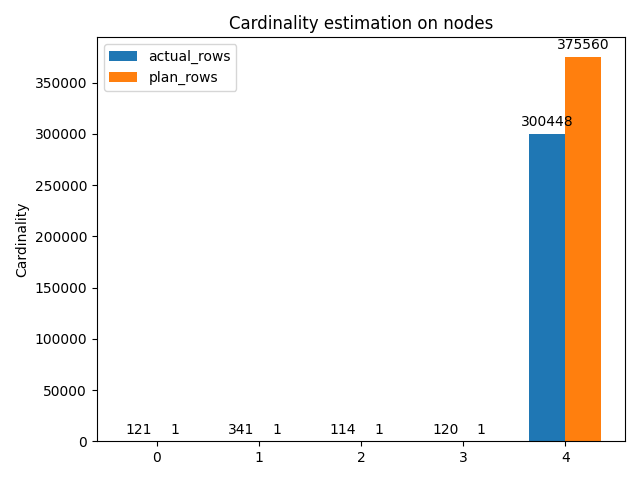 Cardinality estimation on nodes
actual_rows
plan_rows
375560
300448
350000
300000
250000
200000
150000
100000
50000
0
Cardinality
121 1 341 1 114 1 120 1
0 1 2 3 4